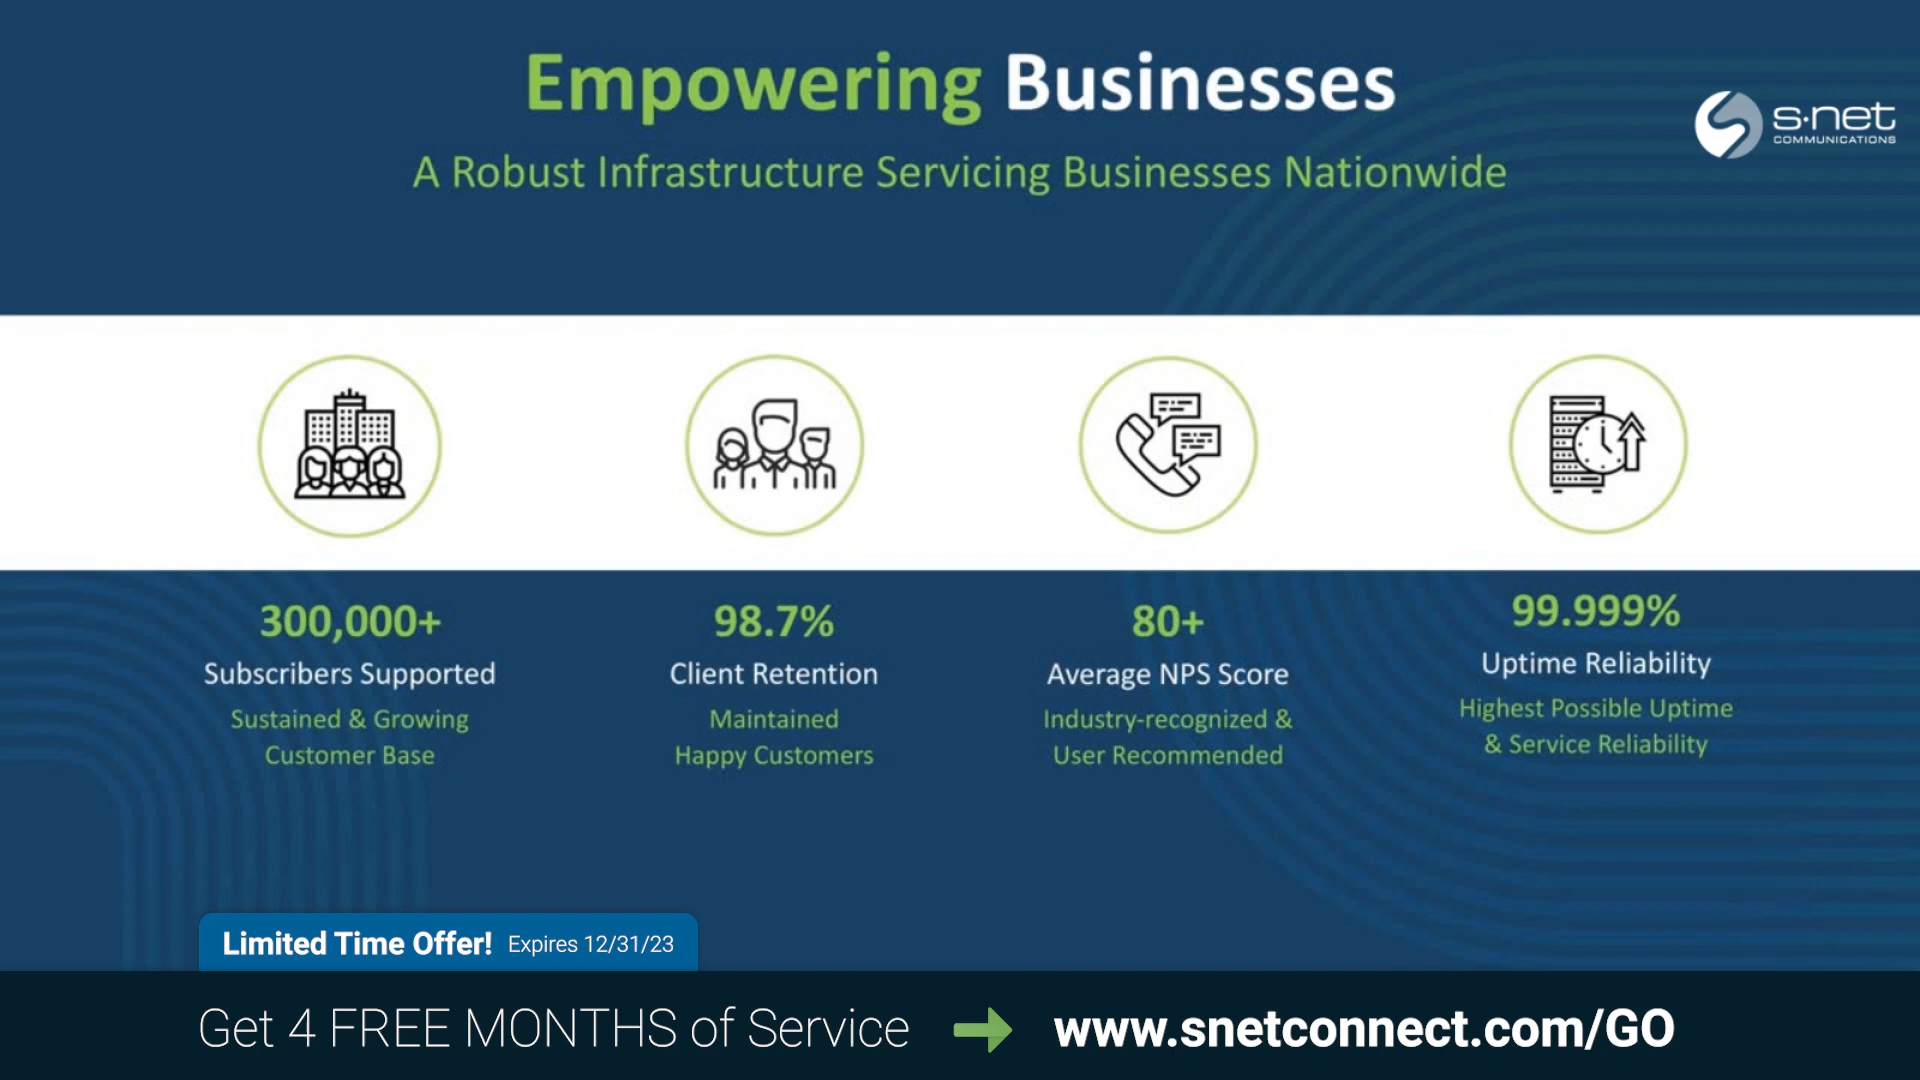 Empowering Businesses
s·net
COMMUNICATIONS
A Robust Infrastructure Servicing Businesses Nationwide
300,000+
Subscribers Supported
Sustained & Growing
Customer Base
98.7%
Client Retention
Maintained
Happy Customers
80+
Average NPS Score
Industry-recognized &
User Recommended
99.999%
Uptime Reliability
Highest Possible Uptime
& Service Reliability
Limited Time Offer! Expires 12/31/23
Get 4 FREE MONTHS of Service
www.snetconnect.com/GO